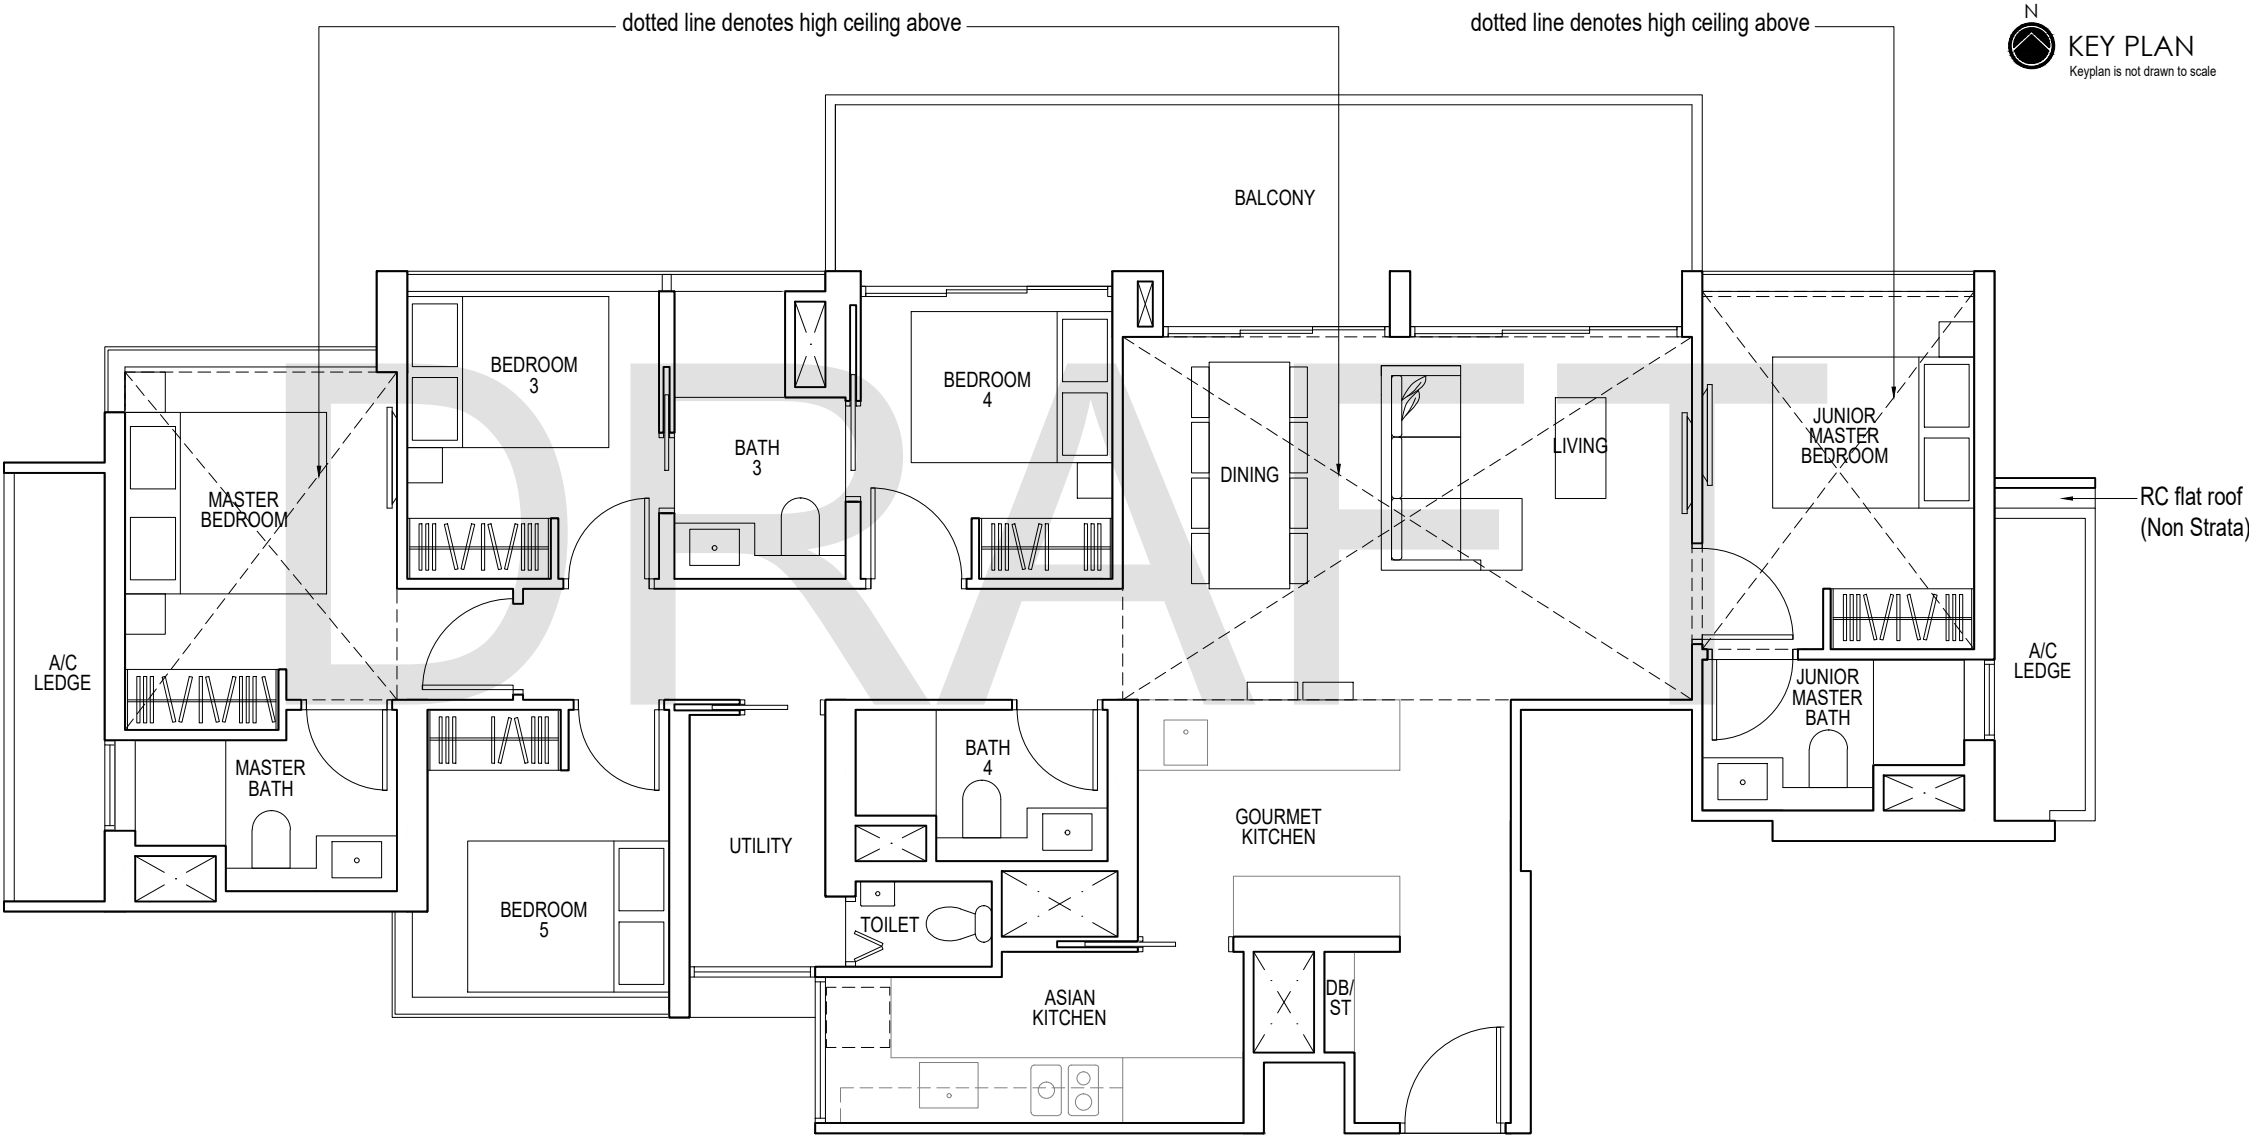 dotted line denotes high ceiling above
dotted line denotes high ceiling above
N
KEY PLAN
Keyplan is not drawn to scale
BALCONY
BEDROOM
3
BATH
3
BEDROOM
4
DINING
LIVING
JUNIOR
MASTER
BEDROOM
MASTER
BEDROOM
RC flat roof
(Non Strata)
DRAFT
A/C
LEDGE
A/C
LEDGE
JUNIOR
MASTER
BATH
MASTER
BATH
BATH
4
UTILITY
GOURMET
KITCHEN
BEDROOM
5
TOILET
ASIAN
KITCHEN
DB/
ST